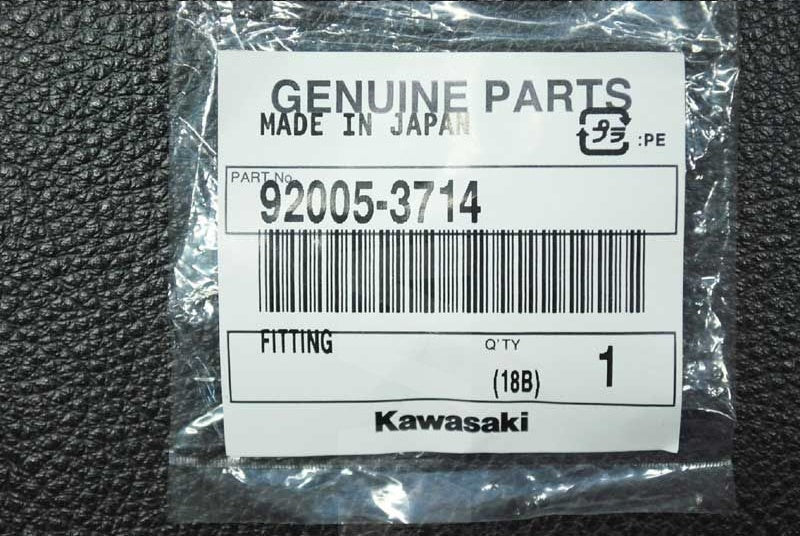 GENUINE PARTS
MADE IN JAPAN
プラ :PE
PART No.
92005-3714
FITTING
Q'TY
(18B) 1
Kawasaki